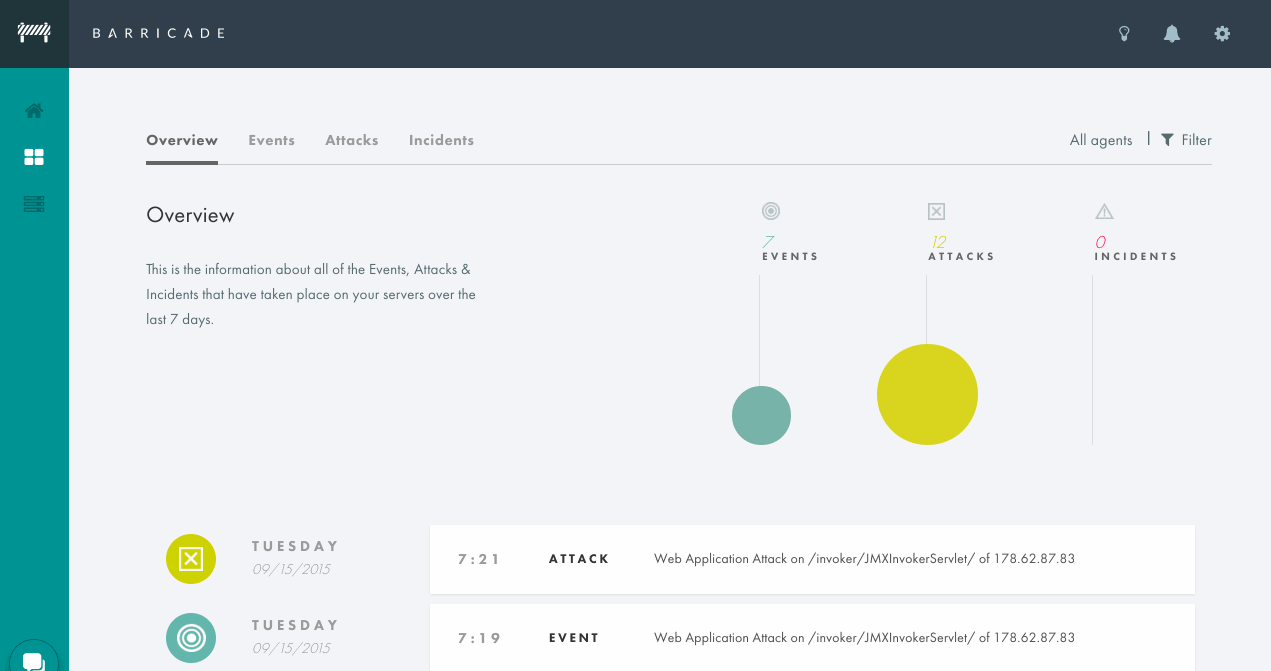 BARRICADE
Overview Events Attacks Incidents All agents | Filter
Overview
This is the information about all of the Events, Attacks &
Incidents that have taken place on your servers over the
last 7 days.
7
EVENTS
12
ATTACKS
0
INCIDENTS
TUESDAY
09/15/2015
7:21 ATTACK Web Application Attack on /invoker/JMXInvokerServlet/ of 178.62.87.83
TUESDAY
09/15/2015
7:19 EVENT Web Application Attack on /invoker/JMXInvokerServlet/ of 178.62.87.83